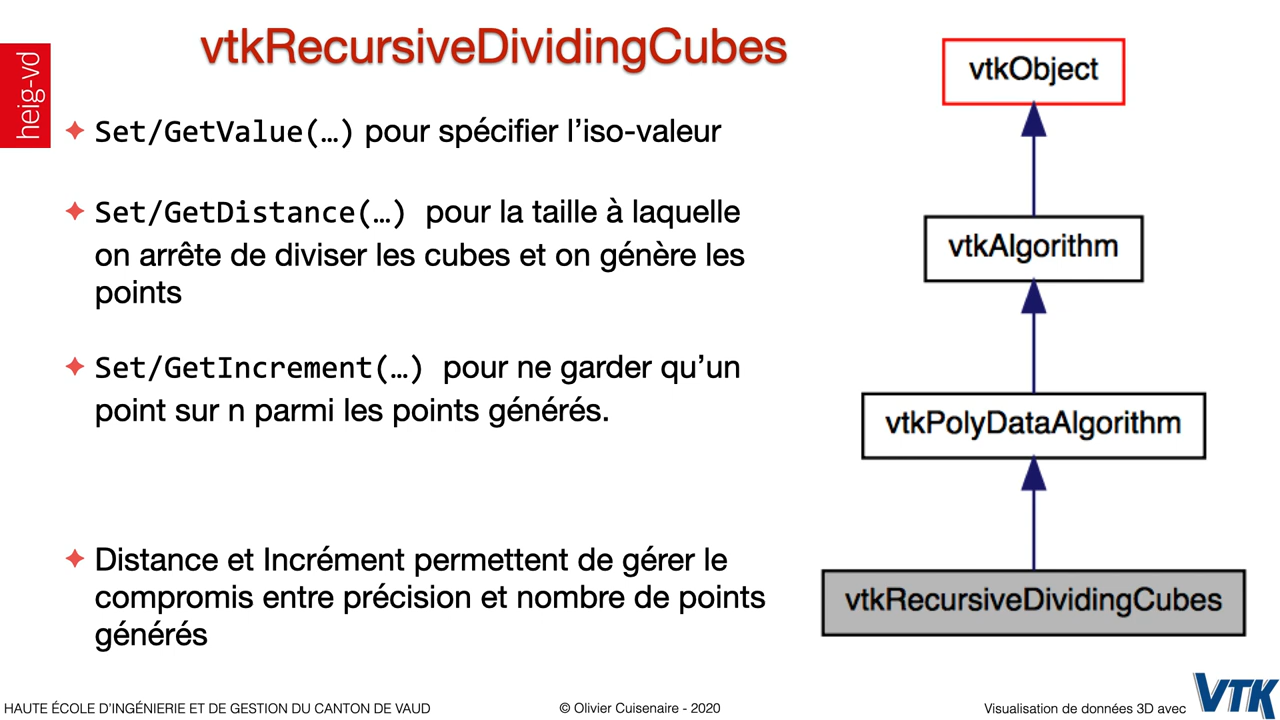 vtkRecursiveDividingCubes
heig-vd
Set/GetValue(…) pour spécifier l’iso-valeur
Set/GetDistance(…) pour la taille à laquelle
on arrête de diviser les cubes et on génère les
points
Set/GetIncrement(…) pour ne garder qu’un
point sur n parmi les points générés.
Distance et Incrément permettent de gérer le
compromis entre précision et nombre de points
générés
vtkObject
vtkAlgorithm
vtkPolyDataAlgorithm
vtkRecursiveDividingCubes
HAUTE ÉCOLE D’INGÉNIERIE ET DE GESTION DU CANTON DE VAUD
© Olivier Cuisenaire - 2020
Visualisation de données 3D avec
VTK